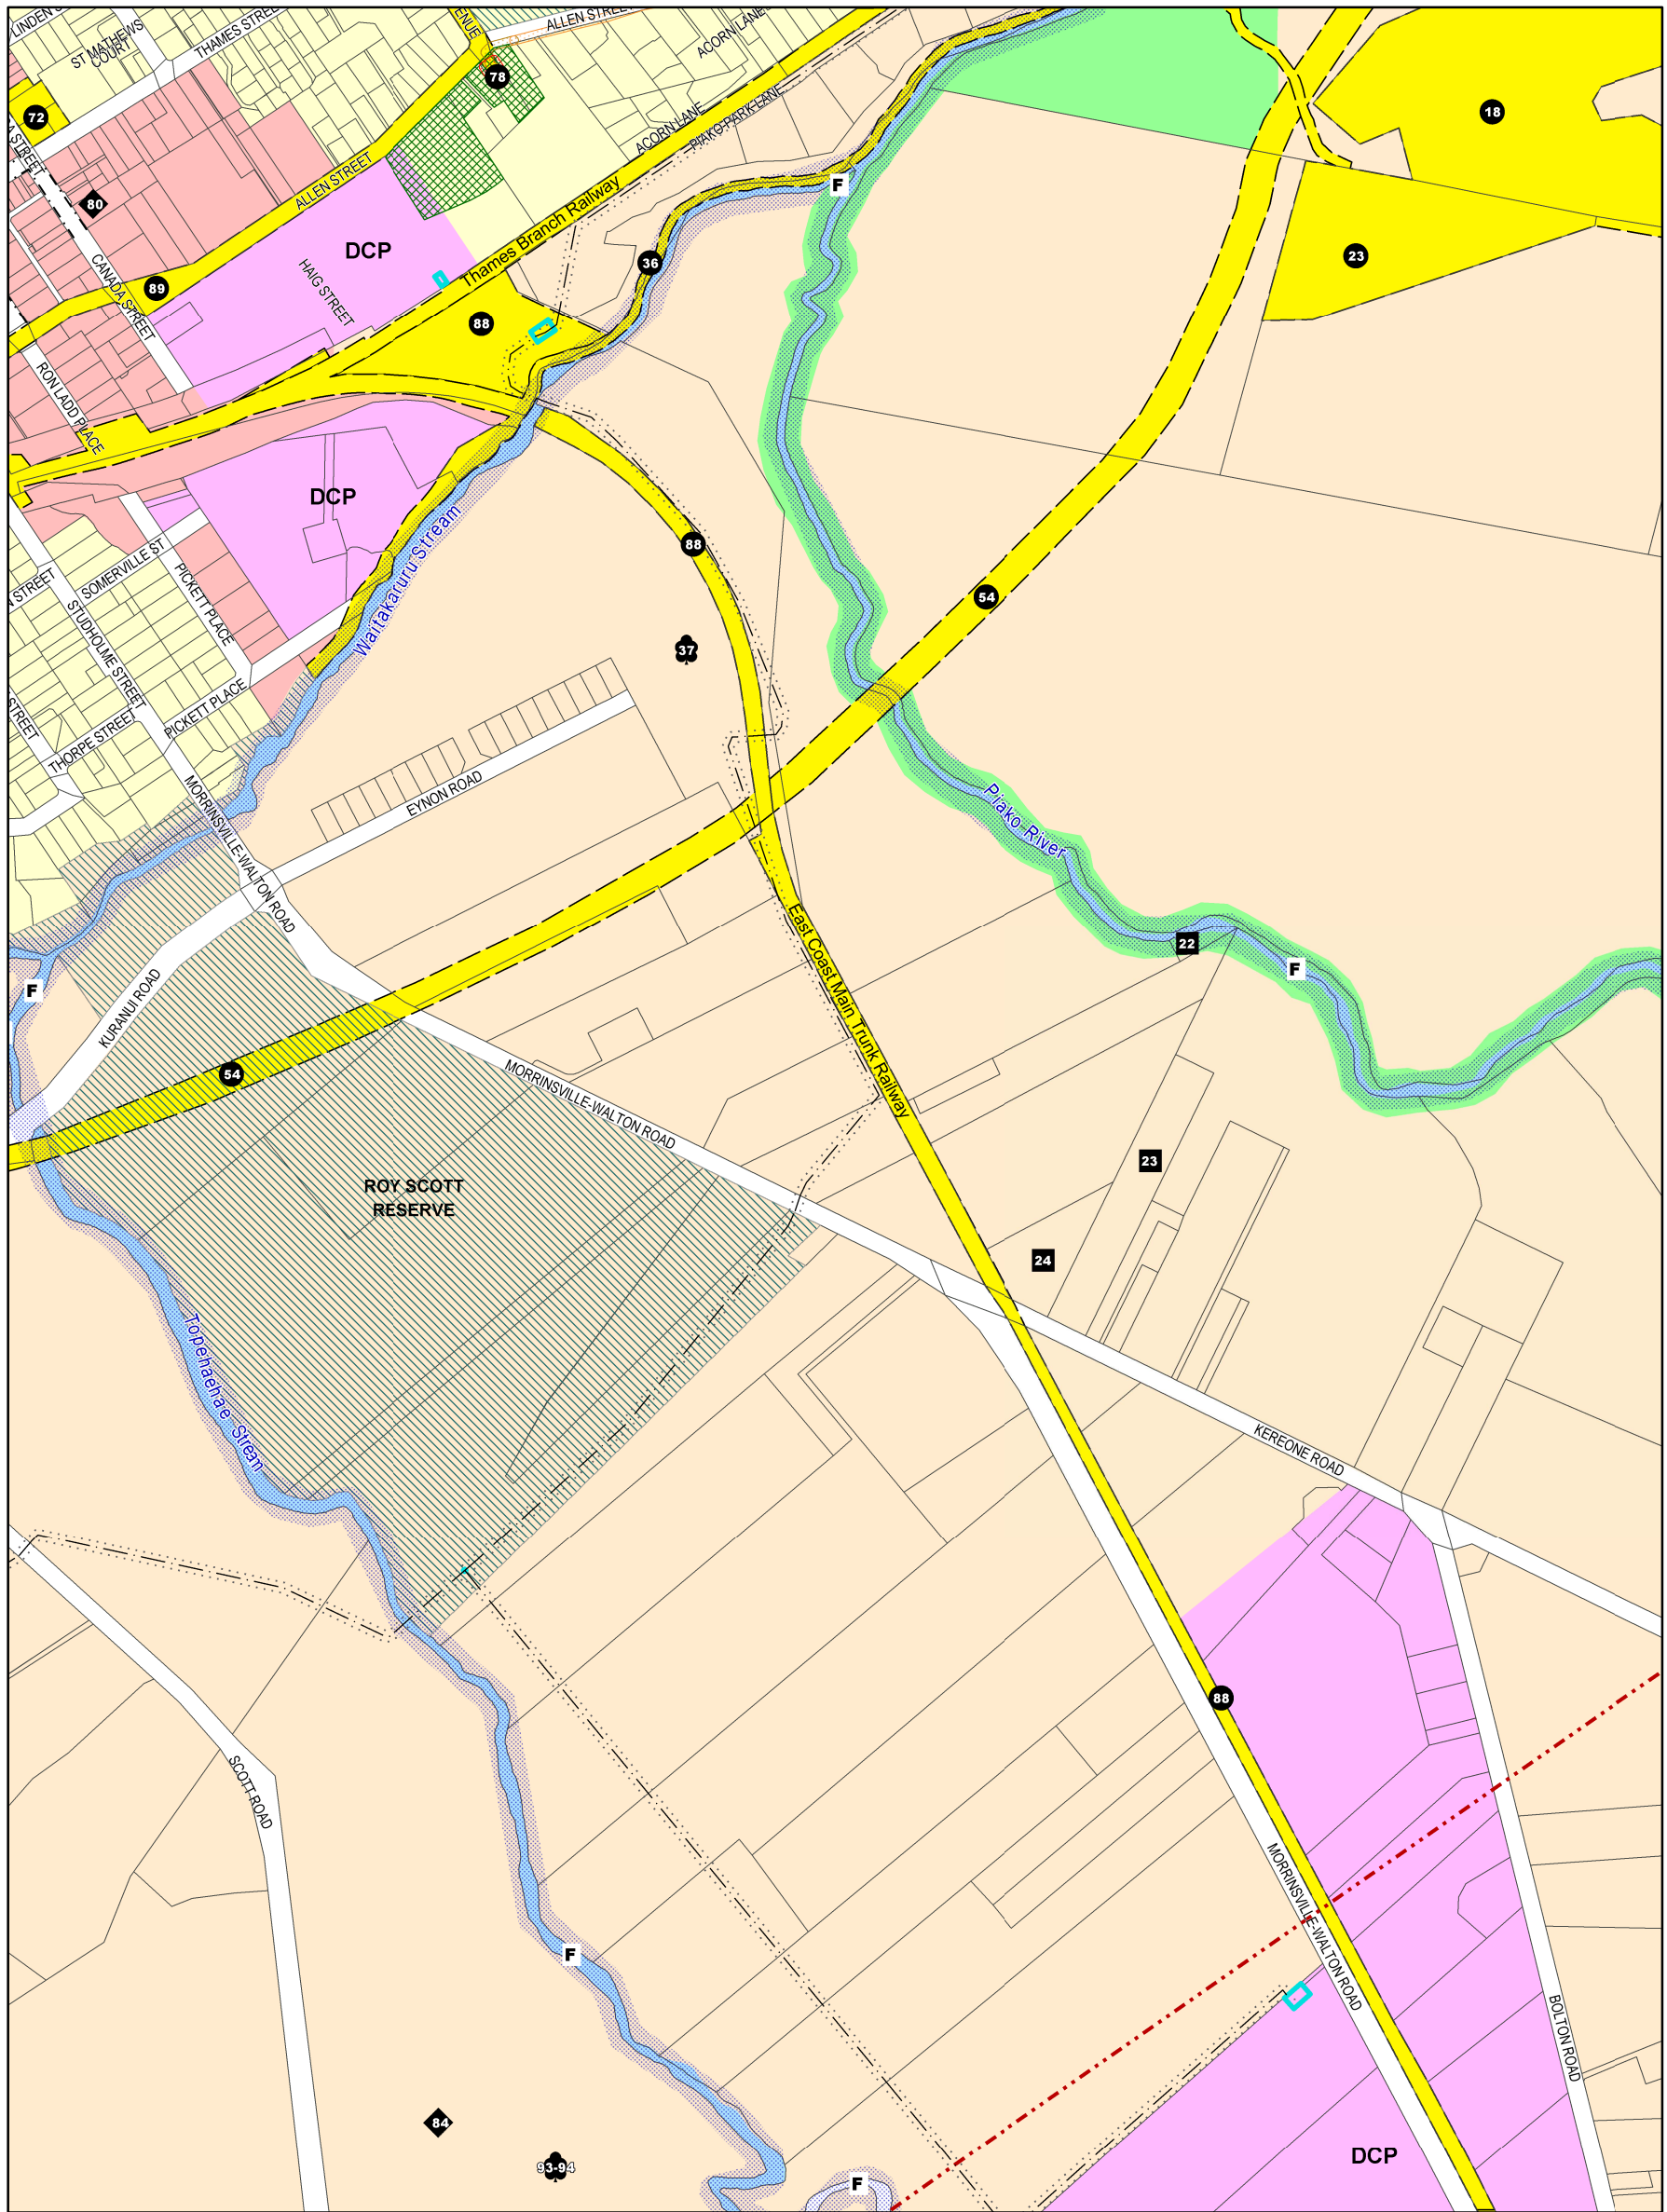 LINDEN S
ST MATHEWS
COURT
THAMES STREE
ENUE
ALLEN STREET
ACORN LANE
78
72
18
A STREET
ACORN LANE
PIAKO PARK LANE
80
ALLEN STREET
F
Thames Branch Railway
DCP
36
23
CANADA STREET
HAIG STREET
89
88
RON LADD PLACE
DCP
Waitakaruru Stream
88
N STREET
SOMERVILLE ST
PICKETT PLACE
54
STUDHOLME STREET
37
STREET
THORPE STREET
PICKETT PLACE
MORRINSVILLE-WALTON ROAD
EYNON ROAD
Piako River
East Coast Main Trunk Railway
22
F
F
KURANUI ROAD
54
MORRINSVILLE-WALTON ROAD
23
ROY SCOTT
RESERVE
24
Topehaehae Stream
KEREONE ROAD
88
SCOTT ROAD
MORRINSVILLE-WALTON ROAD
F
BOLTON ROAD
84
DCP
93-94
F